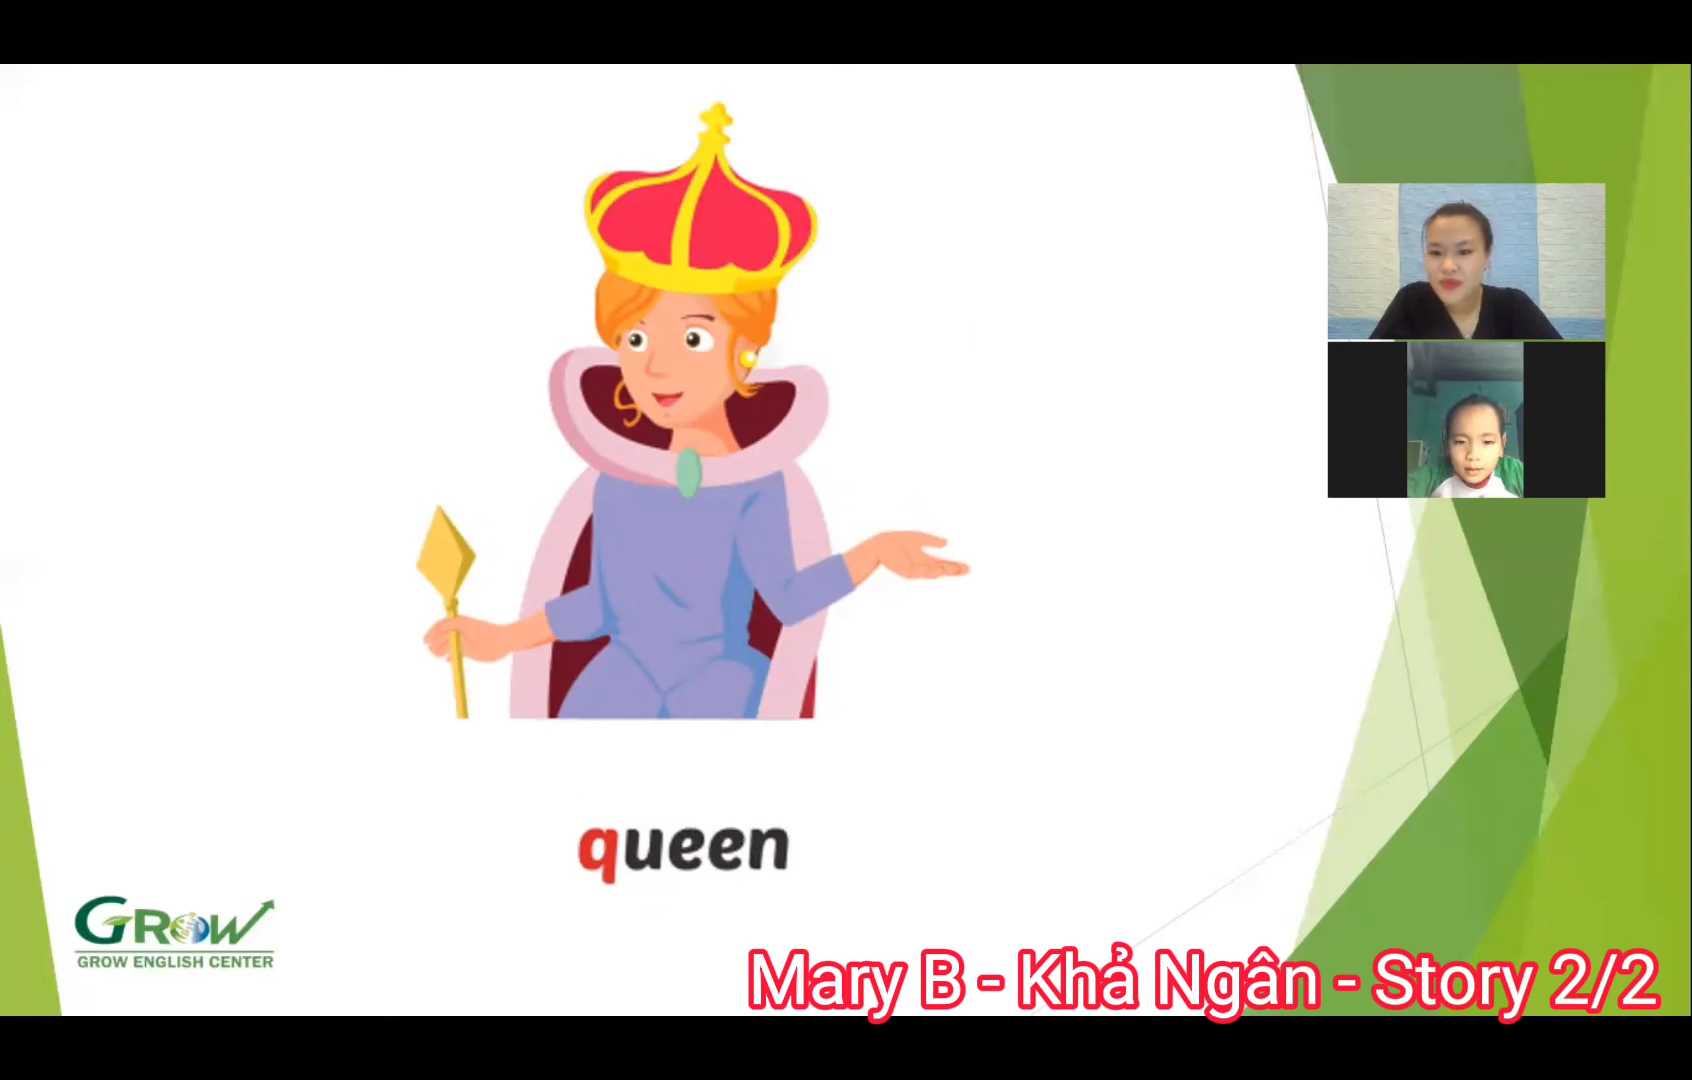 queen
GROW
GROW ENGLISH CENTER
Mary B - Khả Ngân - Story 2/2